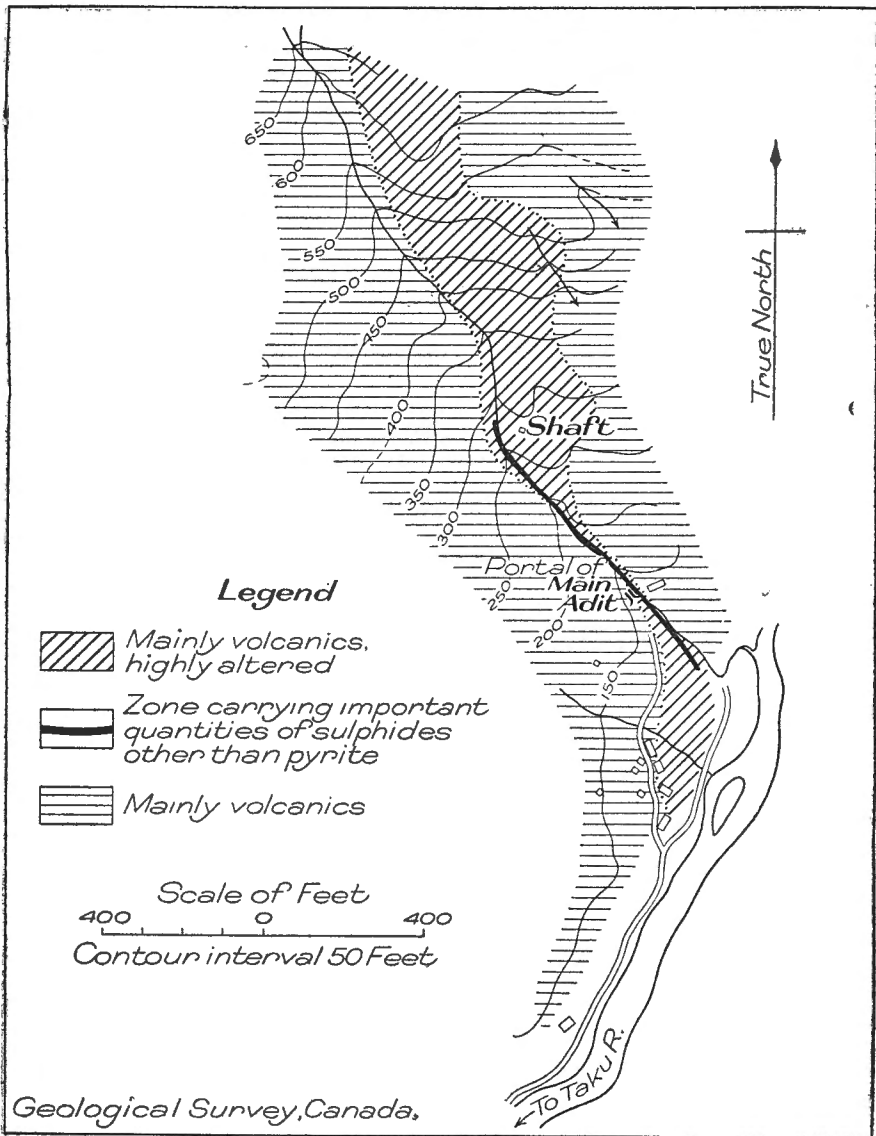 650
600
550
500
450
400
350
300
250
200
150
True North
Shaft
Portal of
Main
Adit
Legend
Mainly volcanics,
highly altered
Zone carrying important
quantities of sulphides
other than pyrite
Mainly volcanics
Scale of Feet
400 0 400
Contour interval 50 Feet
To Taku R.
Geological Survey, Canada.